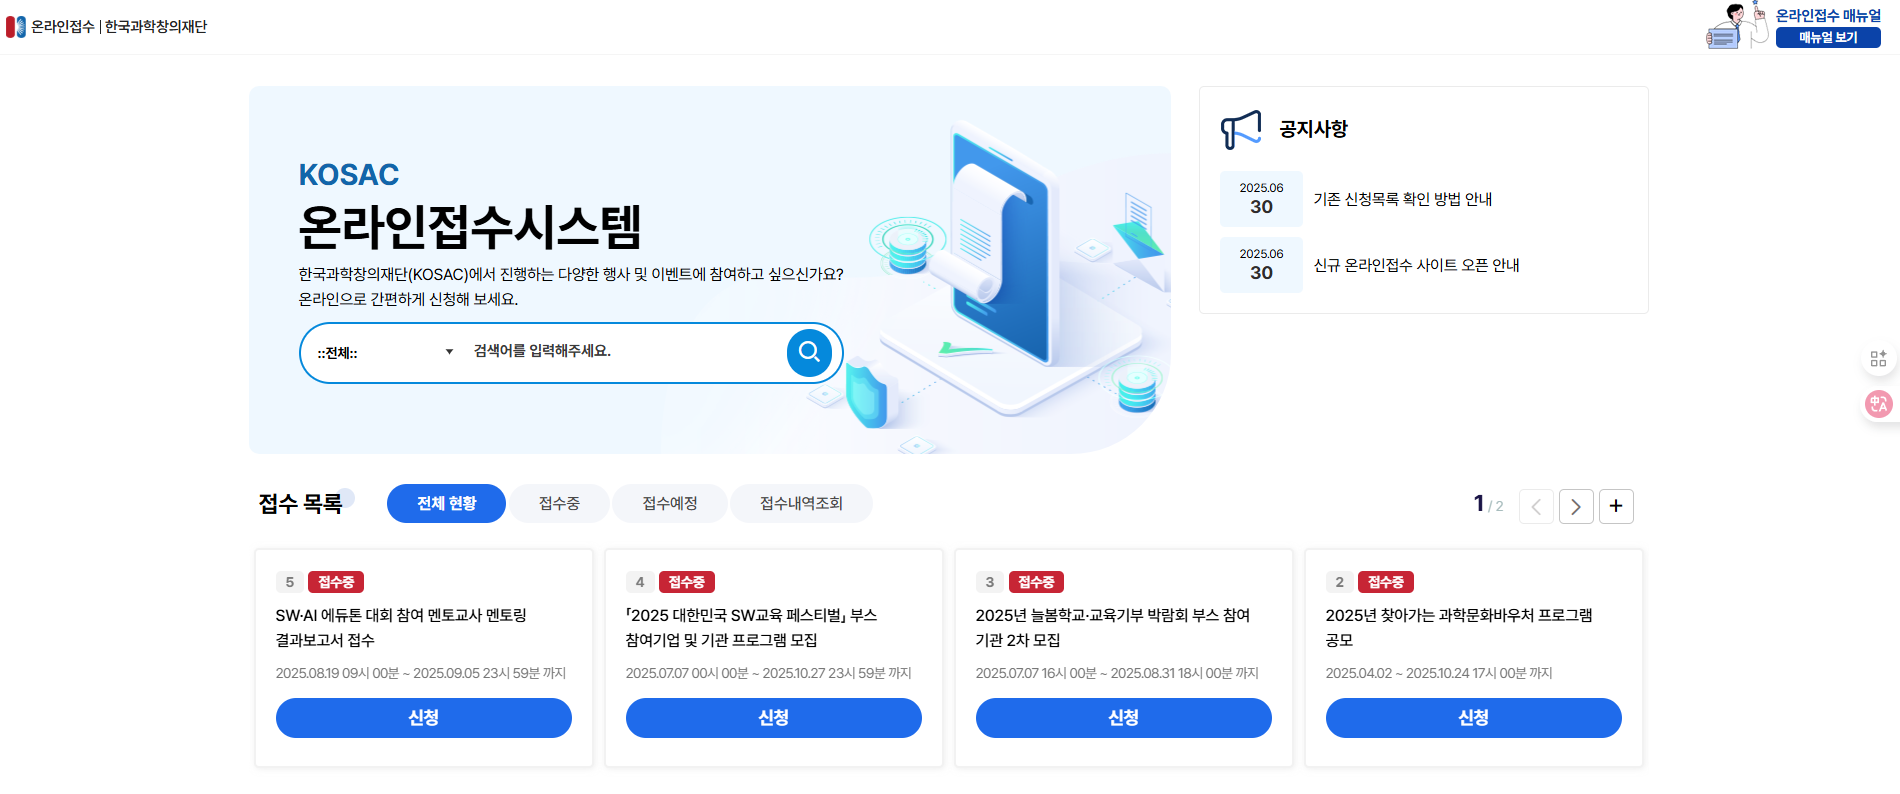 온라인접수 | 한국과학창의재단
온라인접수 매뉴얼
매뉴얼 보기
KOSAC
온라인접수시스템
한국과학창의재단(KOSAC)에서 진행하는 다양한 행사 및 이벤트에 참여하고 싶으신가요?
온라인으로 간편하게 신청해 보세요.
::전체::
검색어를 입력해주세요.
공지사항
2025.06
30
기존 신청목록 확인 방법 안내
2025.06
30
신규 온라인접수 사이트 오픈 안내
접수 목록
전체 현황
접수중
접수예정
접수내역조회
1 / 2
5 접수중
SW·AI 에듀톤 대회 참여 멘토교사 멘토링
결과보고서 접수
2025.08.19 09시 00분 ~ 2025.09.05 23시 59분 까지
신청
4 접수중
「2025 대한민국 SW교육 페스티벌」 부스
참여기업 및 기관 프로그램 모집
2025.07.07 00시 00분 ~ 2025.10.27 23시 59분 까지
신청
3 접수중
2025년 늘봄학교·교육기부 박람회 부스 참여
기관 2차 모집
2025.07.07 16시 00분 ~ 2025.08.31 18시 00분 까지
신청
2 접수중
2025년 찾아가는 과학문화바우처 프로그램
공모
2025.04.02 ~ 2025.10.24 17시 00분 까지
신청
中 A